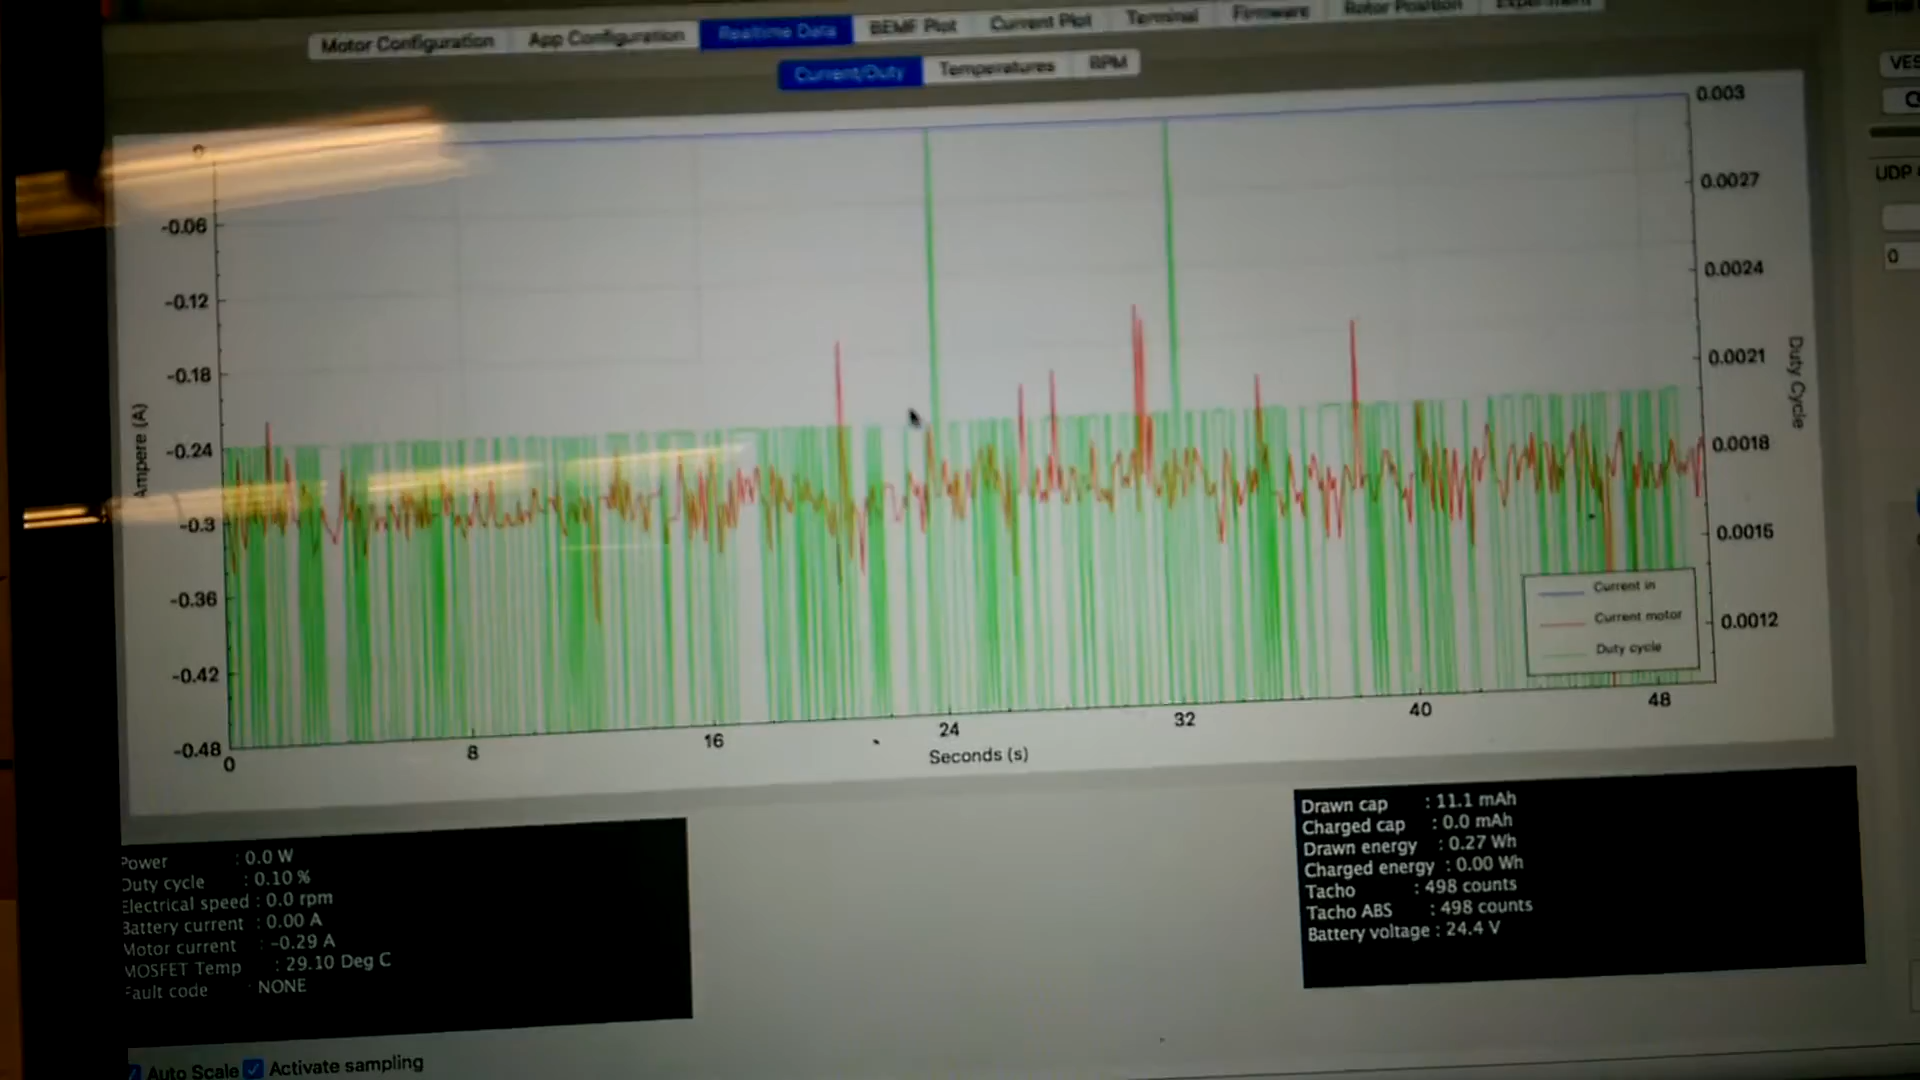 Motor Configuration App Configuration Realtime Data BEMF Plot Current Plot Terminal Firmware Rotor Position Experiment
Current/Duty Temperatures RPM
VES
UDP
0
0
-0.06
-0.12
-0.18
-0.24
-0.3
-0.36
-0.42
-0.48
Ampere (A)
0.003
0.0027
0.0024
0.0021
0.0018
0.0015
0.0012
Duty Cycle
Current in
Current motor
Duty cycle
0 8 16 24 32 40 48
Seconds (s)
Power : 0.0 W
Duty cycle : 0.10 %
Electrical speed : 0.0 rpm
Battery current : 0.00 A
Motor current : -0.29 A
MOSFET Temp : 29.10 Deg C
Fault code : NONE
Drawn cap : 11.1 mAh
Charged cap : 0.0 mAh
Drawn energy : 0.27 Wh
Charged energy : 0.00 Wh
Tacho : 498 counts
Tacho ABS : 498 counts
Battery voltage : 24.4 V
Auto Scale Activate sampling